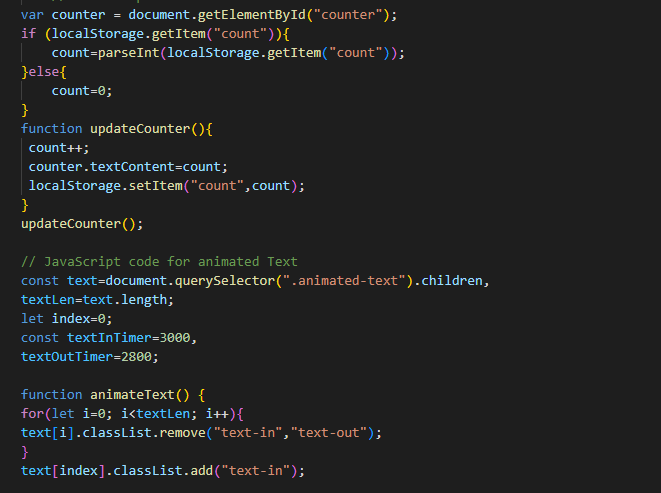 var counter = document.getElementById("counter");
if (localStorage.getItem("count")){
    count=parseInt(localStorage.getItem("count"));
}else{
    count=0;
}
function updateCounter(){
 count++;
 counter.textContent=count;
 localStorage.setItem("count",count);
}
updateCounter();

// JavaScript code for animated Text
const text=document.querySelector(".animated-text").children,
textLen=text.length;
let index=0;
const textInTimer=3000,
textOutTimer=2800;

function animateText() {
for(let i=0; i<textLen; i++){
text[i].classList.remove("text-in","text-out");
}
text[index].classList.add("text-in");